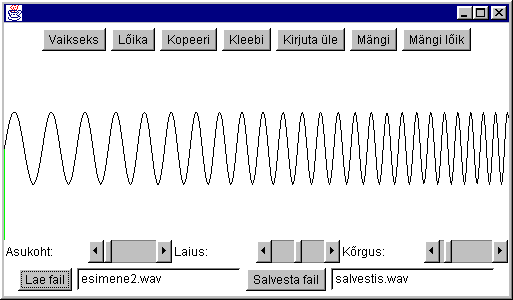 Vaikseks Lõika Kopeeri Kleebi Kirjuta üle Mängi Mängi lõik
Asukoht: Laius: Kõrgus:
Lae fail esimene2.wav Salvesta fail salvestis.wav